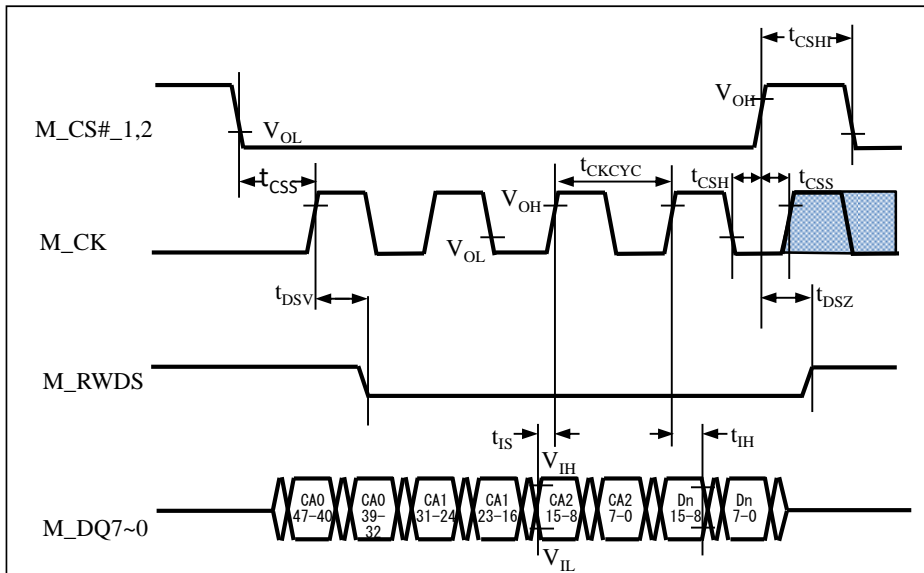 t_CSHI
V_OH
M_CS#_1,2
V_OL
t_CSS
t_CKCYC
t_CSH
t_CSS
V_OH
M_CK
V_OL
t_DSV
t_DSZ
M_RWDS
t_IS
t_IH
V_IH
CA0 47-40
CA0 39-32
CA1 31-24
CA1 23-16
CA2 15-8
CA2 7-0
Dn 15-8
Dn 7-0
M_DQ7~0
V_IL